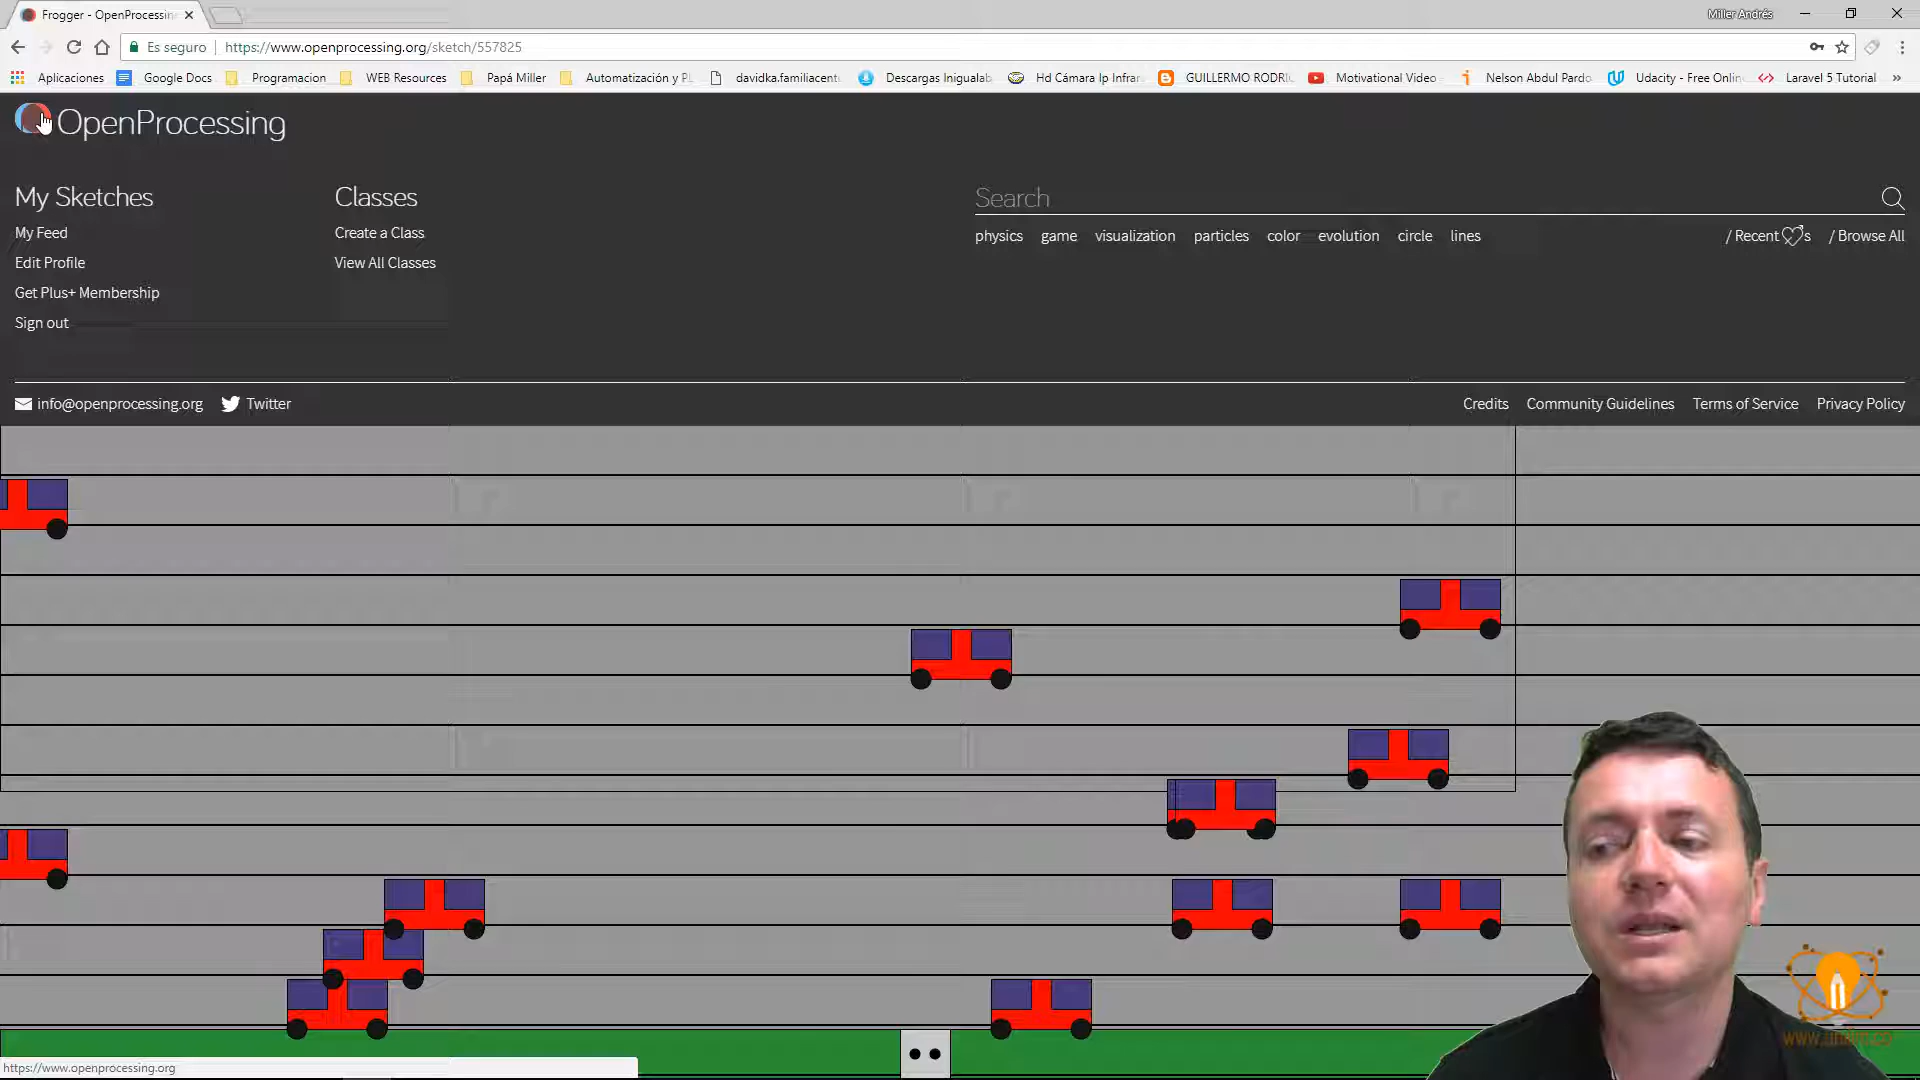 Frogger - OpenProcessin
Miller Andrés
Es seguro
https://www.openprocessing.org/sketch/557825
Aplicaciones
Google Docs
Programacion
WEB Resources
Papá Miller
Automatización y PL
davidka.familiacent
Descargas Inigualab
Hd Cámara Ip Infrar
GUILLERMO RODRI
Motivational Video
Nelson Abdul Pardo
Udacity - Free Onlin
Laravel 5 Tutorial
»
OpenProcessing
My Sketches
Classes
Search
My Feed
Create a Class
physics game visualization particles color evolution circle lines
/ Recent s / Browse All
Edit Profile
View All Classes
Get Plus+ Membership
Sign out
info@openprocessing.org
Twitter
Credits Community Guidelines Terms of Service Privacy Policy
https://www.openprocessing.org